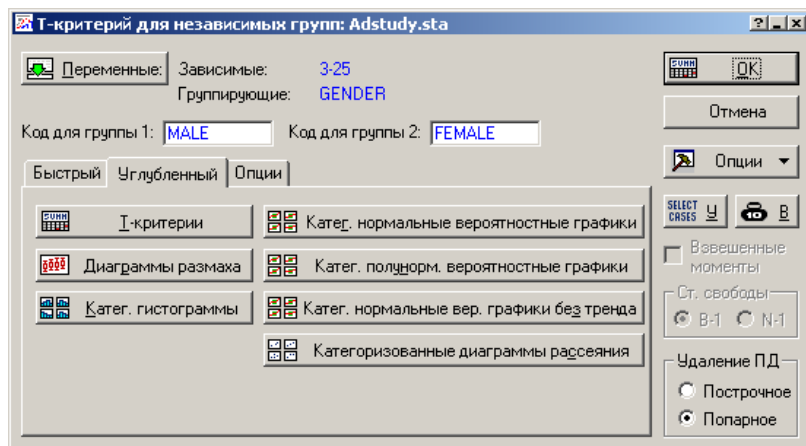 Т-критерий для независимых групп: Adstudy.sta
Переменные: Зависимые: 3-25
Группирующие: GENDER
Код для группы 1: MALE Код для группы 2: FEMALE
Быстрый Углубленный Опции
Т-критерии
Диаграммы размаха
Катег. гистограммы
Катег. нормальные вероятностные графики
Катег. полунорм. вероятностные графики
Катег. нормальные вер. графики без тренда
Категоризованные диаграммы рассеяния
OK
Отмена
Опции
SELECT CASES У В
Взвешенные моменты
Ст. свободы
В-1 N-1
Удаление ПД
Построчное
Попарное